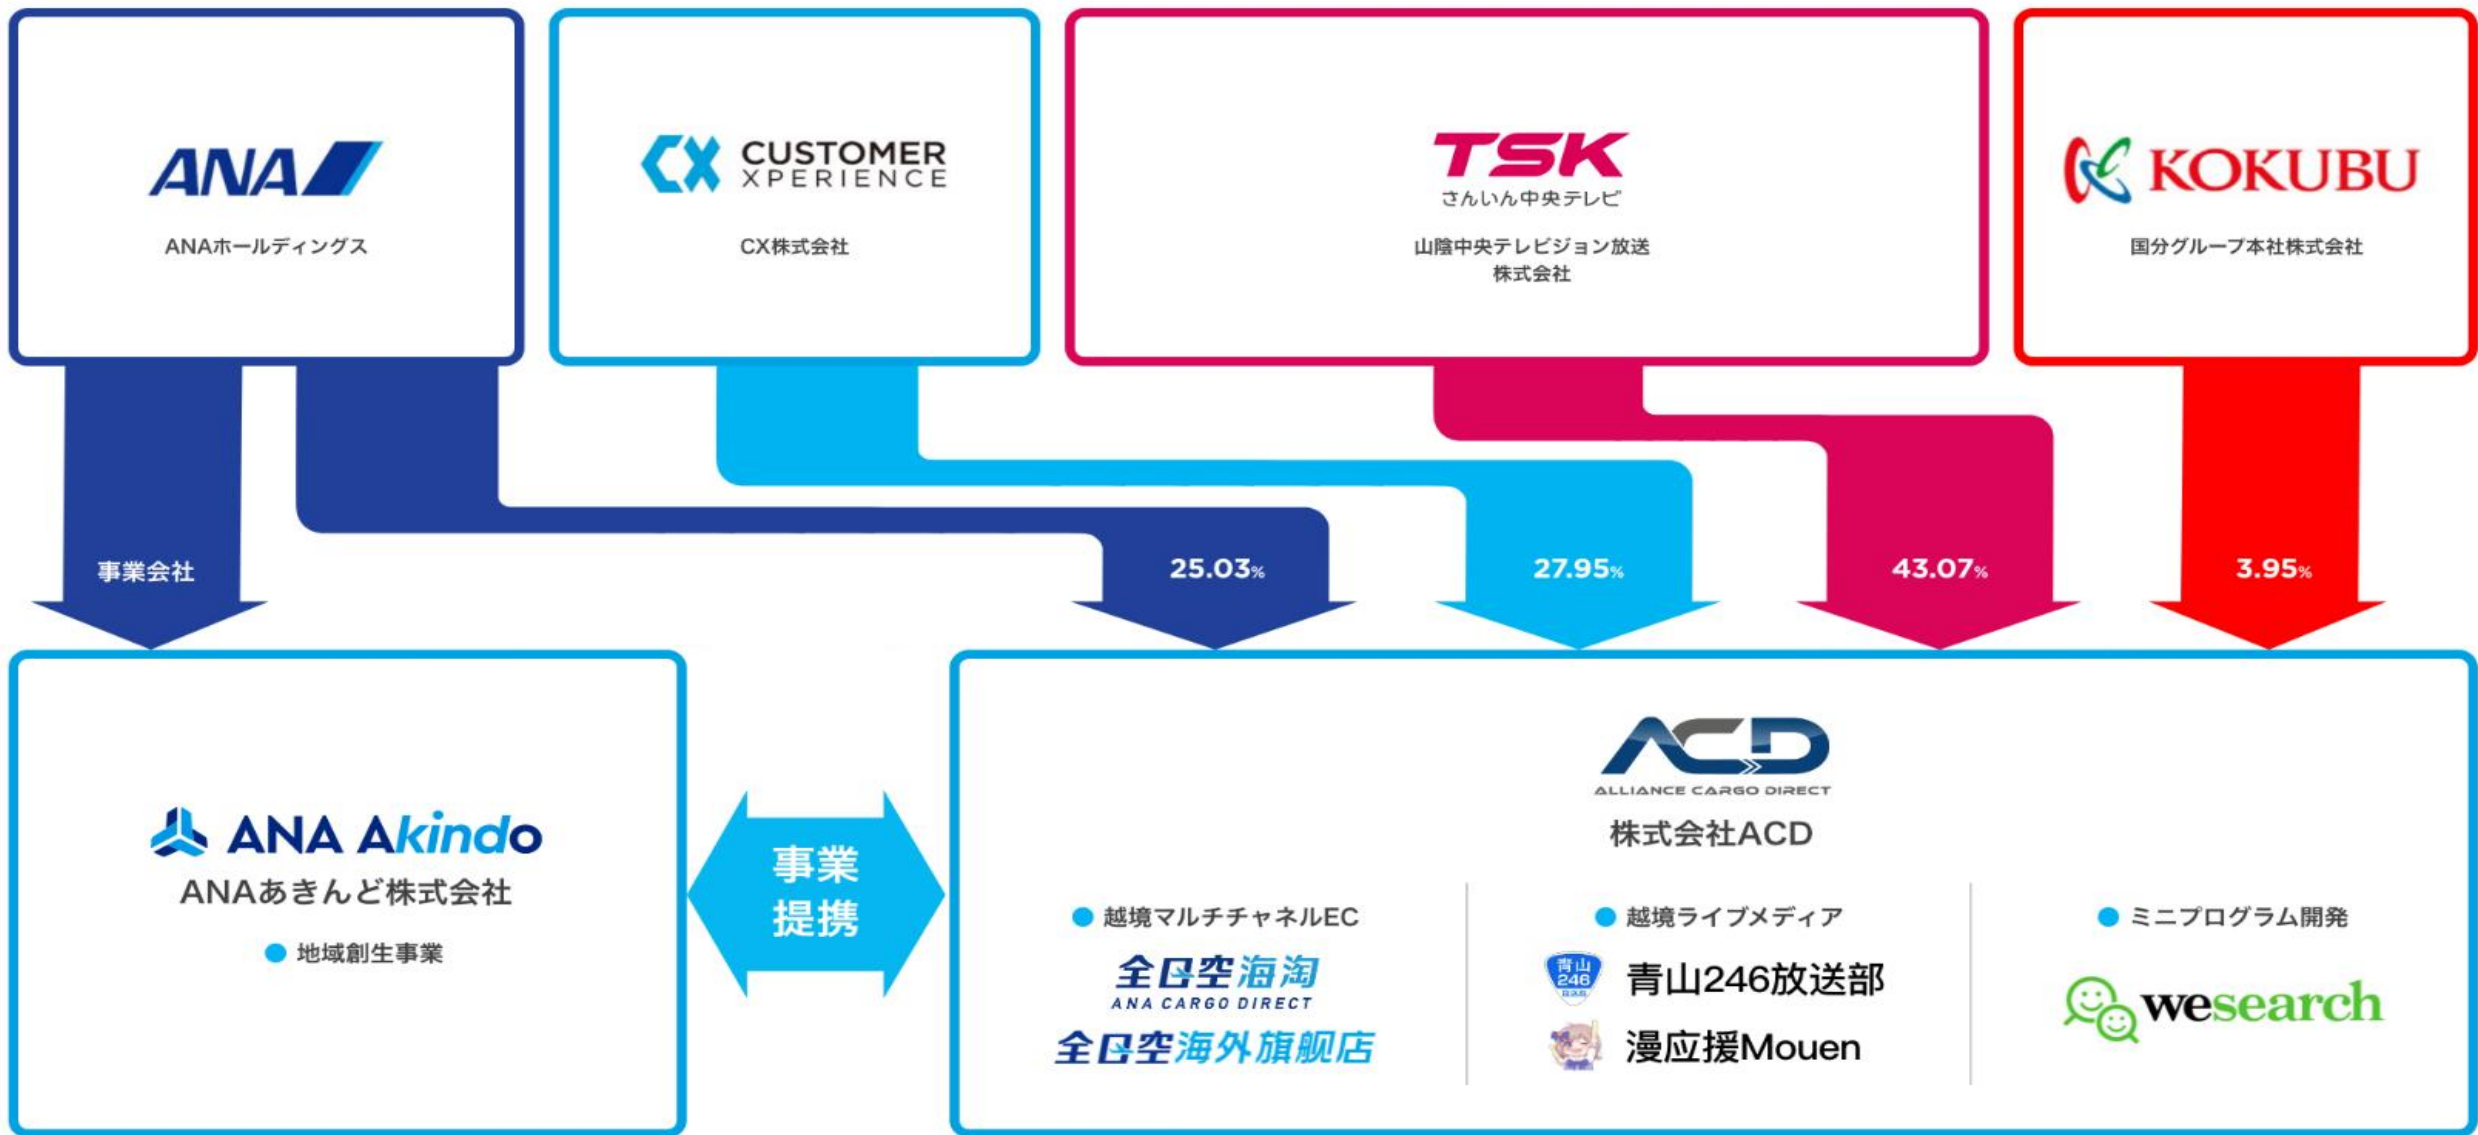 ANA
ANAホールディングス
CX CUSTOMER
XPERIENCE
CX株式会社
TSK
さんいん中央テレビ
山陰中央テレビジョン放送
株式会社
KOKUBU
国分グループ本社株式会社
事業会社
25.03%
27.95%
43.07%
3.95%
ANA Akindo
ANAあきんど株式会社
地域創生事業
事業
提携
ACD
ALLIANCE CARGO DIRECT
株式会社ACD
越境マルチチャネルEC
全日空海淘
ANA CARGO DIRECT
全日空海外旗舰店
越境ライブメディア
青山
246
青山246放送部
漫应援Mouen
ミニプログラム開発
wesearch